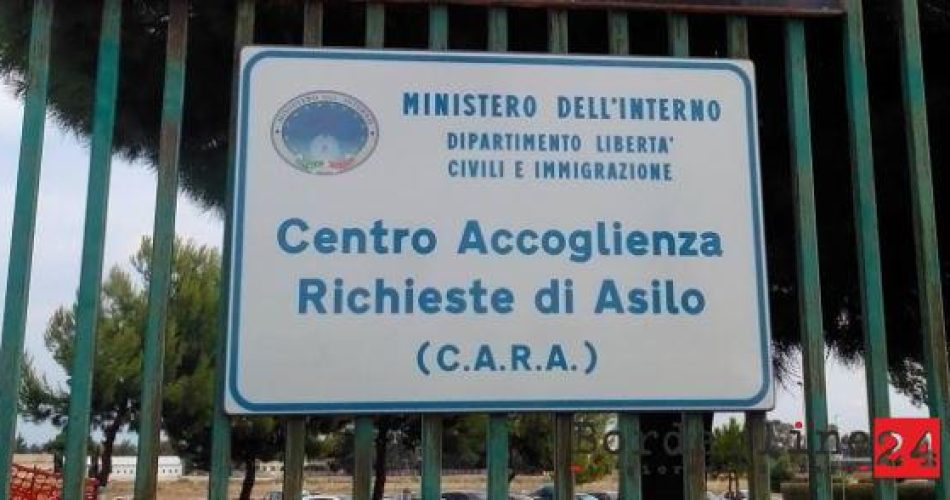 MINISTERO DELL'INTERNO
DIPARTIMENTO LIBERTA'
CIVILI E IMMIGRAZIONE
Centro Accoglienza
Richieste di Asilo
(C.A.R.A.)
24